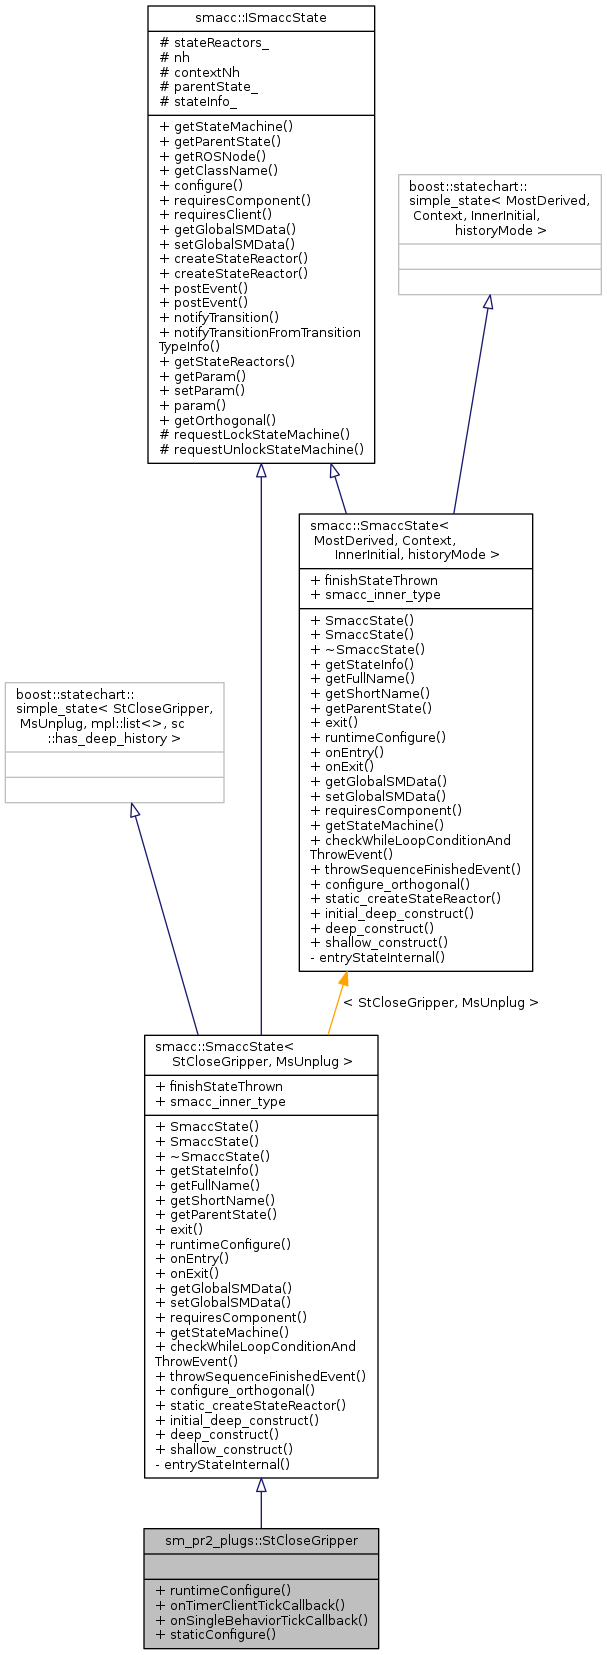 smacc::ISmaccState
# stateReactors_
# nh
# contextNh
# parentState_
# stateInfo_
+ getStateMachine()
+ getParentState()
+ getROSNode()
+ getClassName()
+ configure()
+ requiresComponent()
+ requiresClient()
+ getGlobalSMData()
+ setGlobalSMData()
+ createStateReactor()
+ createStateReactor()
+ postEvent()
+ postEvent()
+ notifyTransition()
+ notifyTransitionFromTransition
TypeInfo()
+ getStateReactors()
+ getParam()
+ setParam()
+ param()
+ getOrthogonal()
# requestLockStateMachine()
# requestUnlockStateMachine()
boost::statechart::
simple_state< MostDerived,
Context, InnerInitial,
historyMode >
smacc::SmaccState<
MostDerived, Context,
InnerInitial, historyMode >
+ finishStateThrown
+ smacc_inner_type
+ SmaccState()
+ SmaccState()
+ ~SmaccState()
+ getStateInfo()
+ getFullName()
+ getShortName()
+ getParentState()
+ exit()
+ runtimeConfigure()
+ onEntry()
+ onExit()
+ getGlobalSMData()
+ setGlobalSMData()
+ requiresComponent()
+ getStateMachine()
+ checkWhileLoopConditionAnd
ThrowEvent()
+ throwSequenceFinishedEvent()
+ configure_orthogonal()
+ static_createStateReactor()
+ initial_deep_construct()
+ deep_construct()
+ shallow_construct()
- entryStateInternal()
boost::statechart::
simple_state< StCloseGripper,
MsUnplug, mpl::list<>, sc
::has_deep_history >
< StCloseGripper, MsUnplug >
smacc::SmaccState<
StCloseGripper, MsUnplug >
+ finishStateThrown
+ smacc_inner_type
+ SmaccState()
+ SmaccState()
+ ~SmaccState()
+ getStateInfo()
+ getFullName()
+ getShortName()
+ getParentState()
+ exit()
+ runtimeConfigure()
+ onEntry()
+ onExit()
+ getGlobalSMData()
+ setGlobalSMData()
+ requiresComponent()
+ getStateMachine()
+ checkWhileLoopConditionAnd
ThrowEvent()
+ throwSequenceFinishedEvent()
+ configure_orthogonal()
+ static_createStateReactor()
+ initial_deep_construct()
+ deep_construct()
+ shallow_construct()
- entryStateInternal()
sm_pr2_plugs::StCloseGripper
+ runtimeConfigure()
+ onTimerClientTickCallback()
+ onSingleBehaviorTickCallback()
+ staticConfigure()